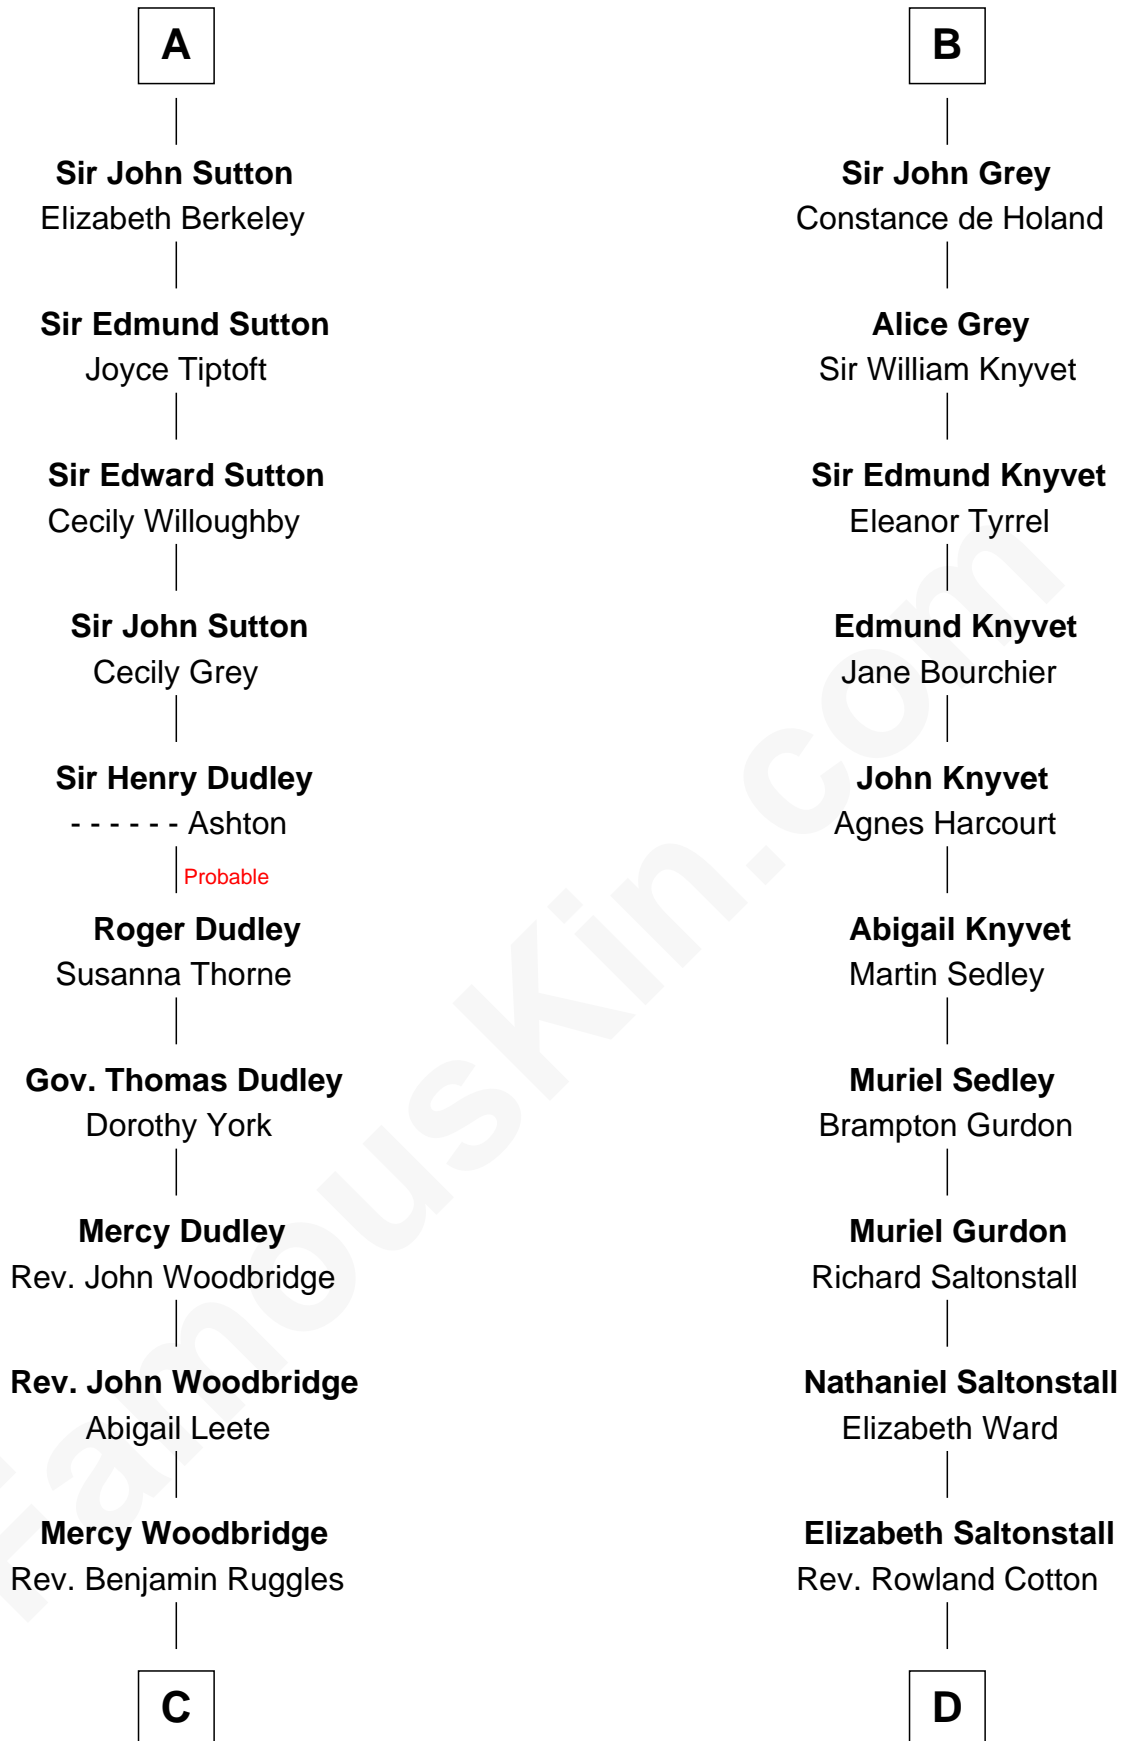 A
Sir John Sutton
Elizabeth Berkeley
Sir Edmund Sutton
Joyce Tiptoft
Sir Edward Sutton
Cecily Willoughby
Sir John Sutton
Cecily Grey
Sir Henry Dudley
- - - - - - Ashton
Probable
Roger Dudley
Susanna Thorne
Gov. Thomas Dudley
Dorothy York
Mercy Dudley
Rev. John Woodbridge
Rev. John Woodbridge
Abigail Leete
Mercy Woodbridge
Rev. Benjamin Ruggles
C
B
Sir John Grey
Constance de Holand
Alice Grey
Sir William Knyvet
Sir Edmund Knyvet
Eleanor Tyrrel
Edmund Knyvet
Jane Bourchier
John Knyvet
Agnes Harcourt
Abigail Knyvet
Martin Sedley
Muriel Sedley
Brampton Gurdon
Muriel Gurdon
Richard Saltonstall
Nathaniel Saltonstall
Elizabeth Ward
Elizabeth Saltonstall
Rev. Rowland Cotton
D
FamousKin.com